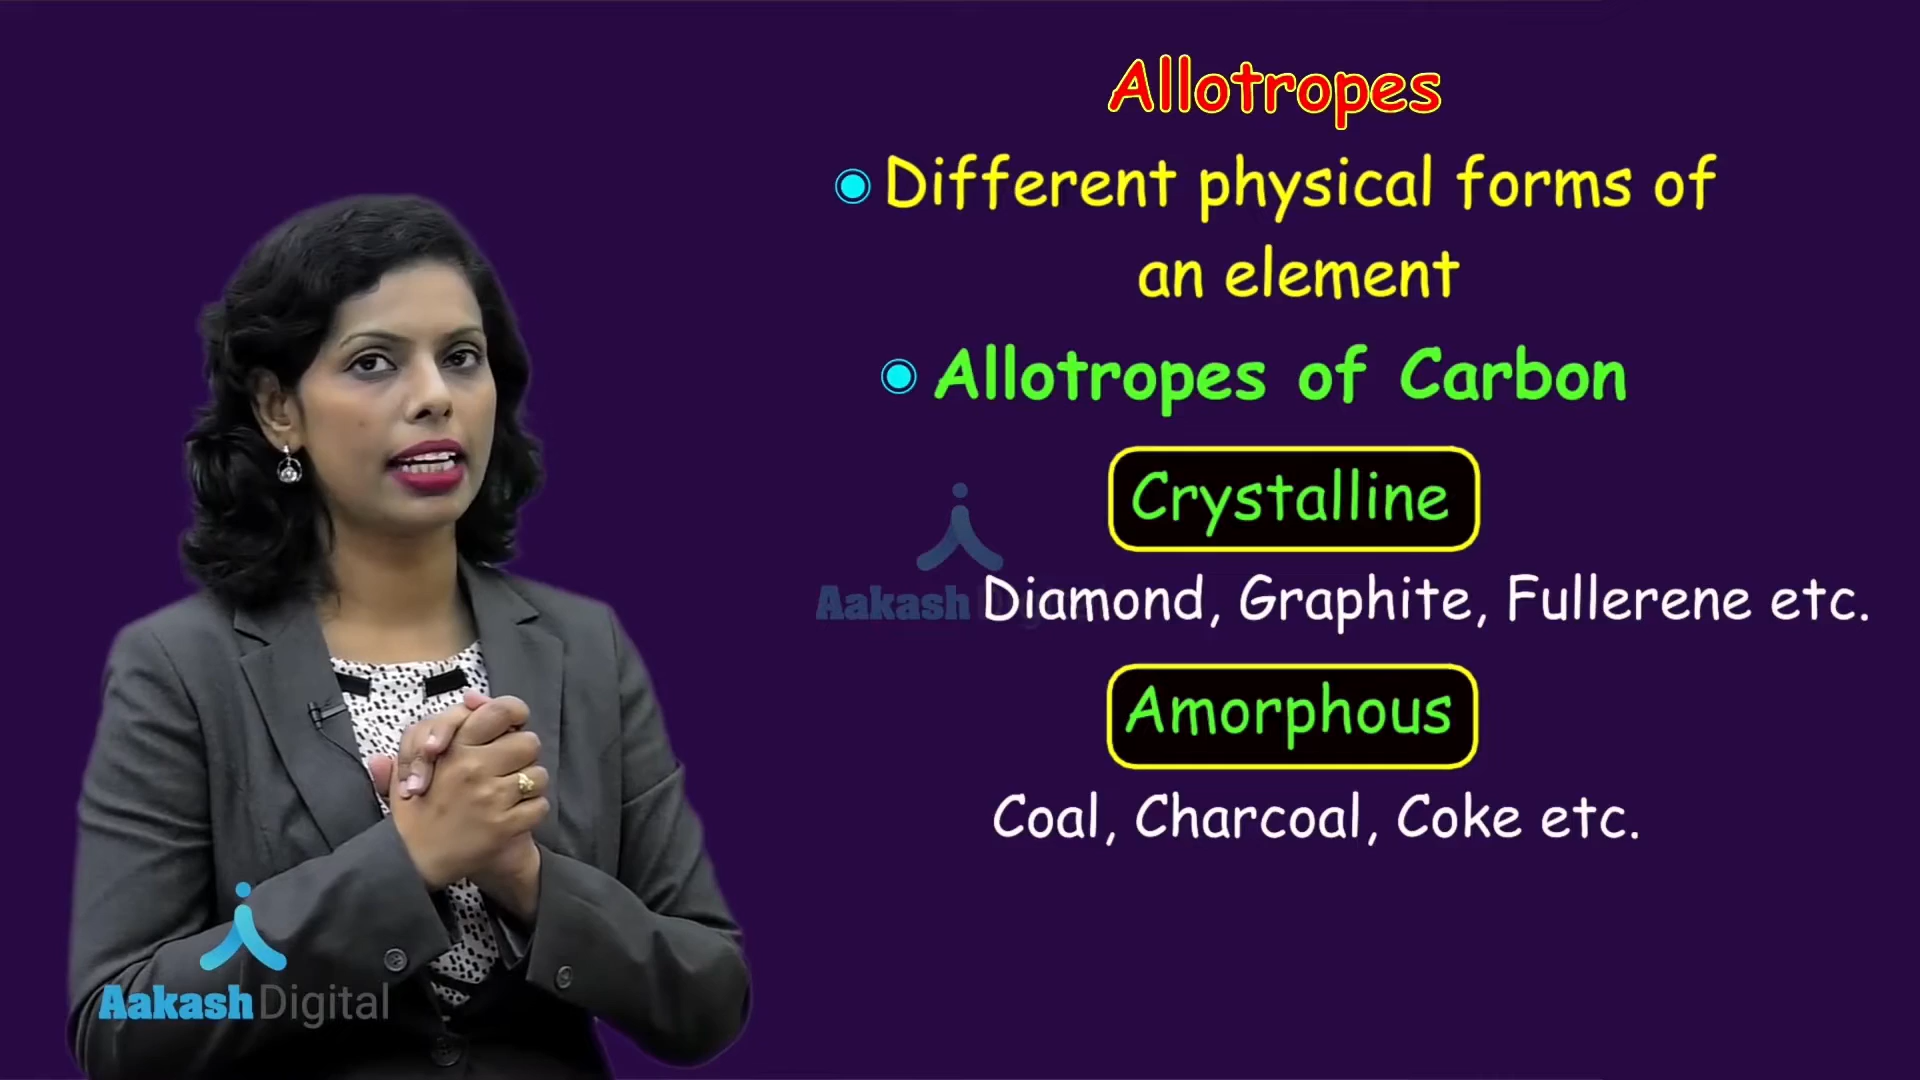 Allotropes
Different physical forms of
an element
Allotropes of Carbon
Crystalline
Aakash
Diamond, Graphite, Fullerene etc.
Amorphous
Coal, Charcoal, Coke etc.
Aakash Digital